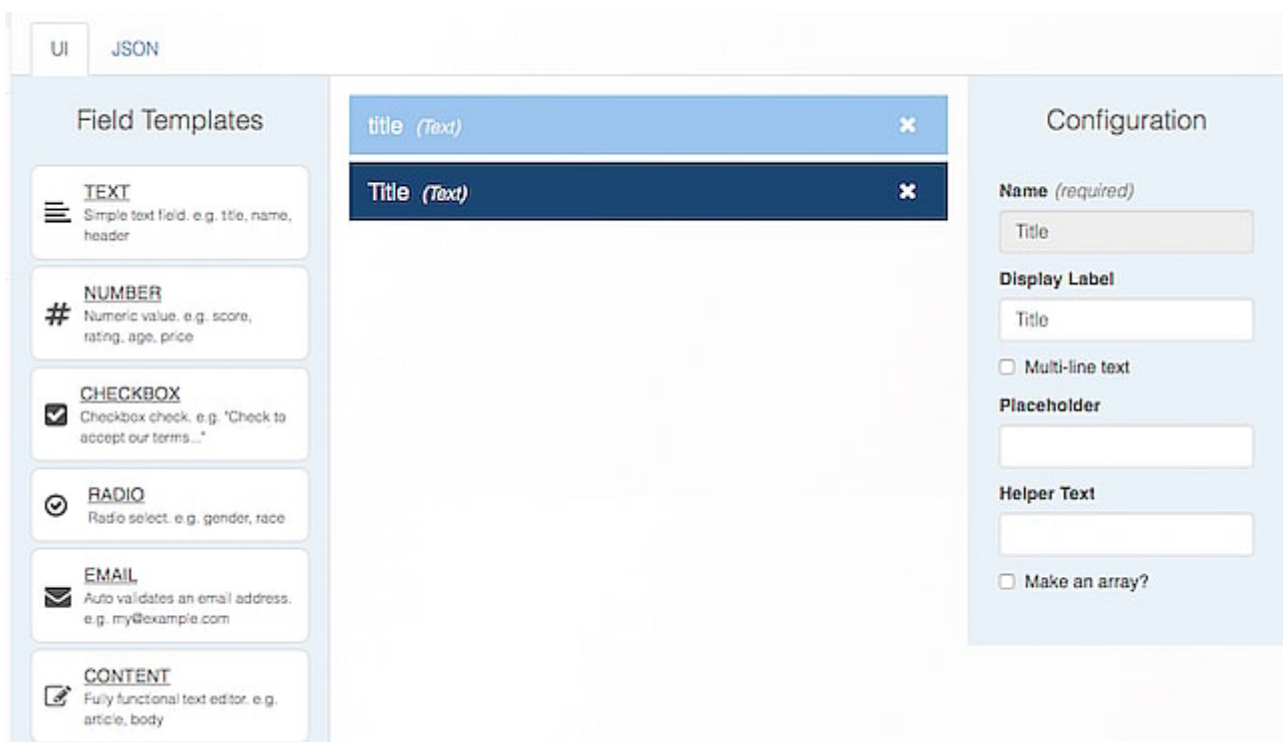 UI
JSON
Field Templates
TEXT
Simple text field. e.g. title, name,
header
NUMBER
Numeric value. e.g. score,
rating, age, price
CHECKBOX
Checkbox check. e.g. "Check to
accept our terms..."
RADIO
Radio select. e.g. gender, race
EMAIL
Auto validates an email address.
e.g. my@example.com
CONTENT
Fully functional text editor. e.g.
article, body
title (Text)
Title (Text)
Configuration
Name (required)
Title
Display Label
Title
Multi-line text
Placeholder
Helper Text
Make an array?